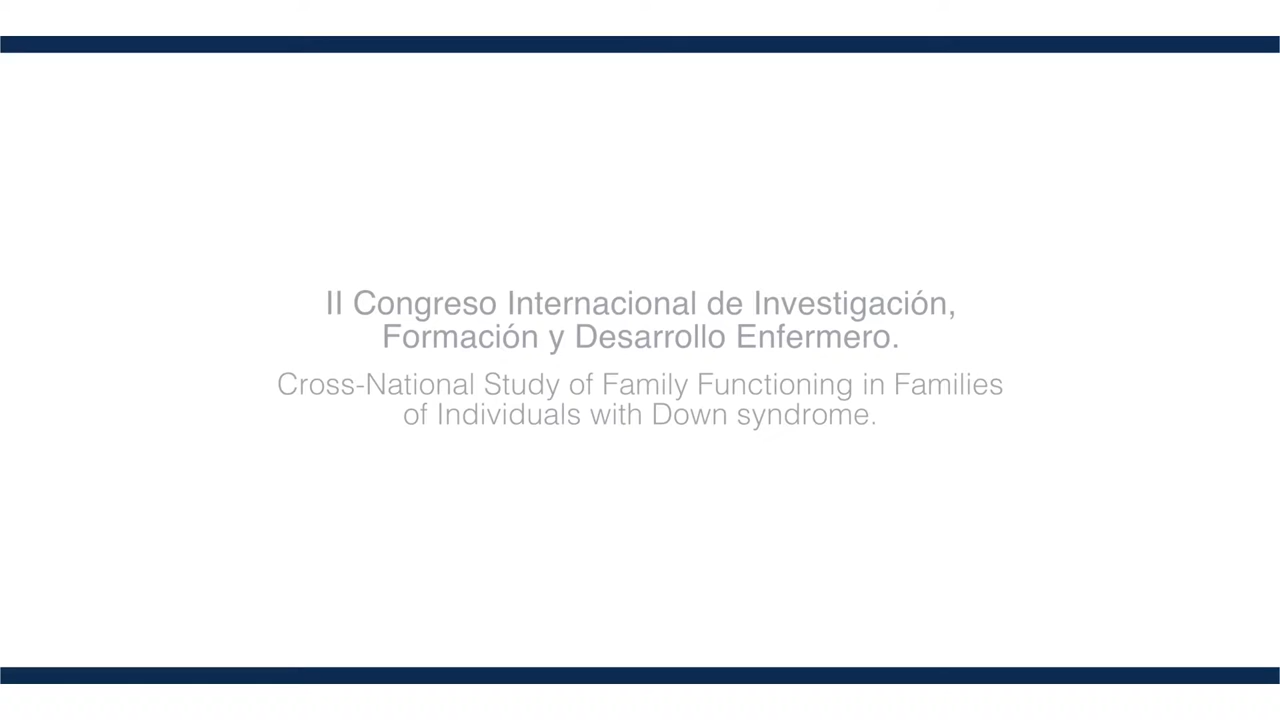 II Congreso Internacional de Investigación,
Formación y Desarrollo Enfermero.
Cross-National Study of Family Functioning in Families
of Individuals with Down syndrome.